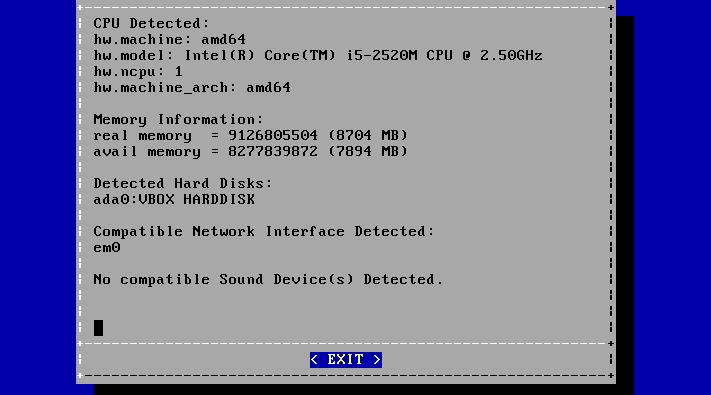 CPU Detected:
hw.machine: amd64
hw.model: Intel(R) Core(TM) i5-2520M CPU @ 2.50GHz
hw.ncpu: 1
hw.machine_arch: amd64
Memory Information:
real memory  = 9126805504 (8704 MB)
avail memory = 8277839872 (7894 MB)
Detected Hard Disks:
ada0:VBOX HARDDISK
Compatible Network Interface Detected:
em0
No compatible Sound Device(s) Detected.
< EXIT >